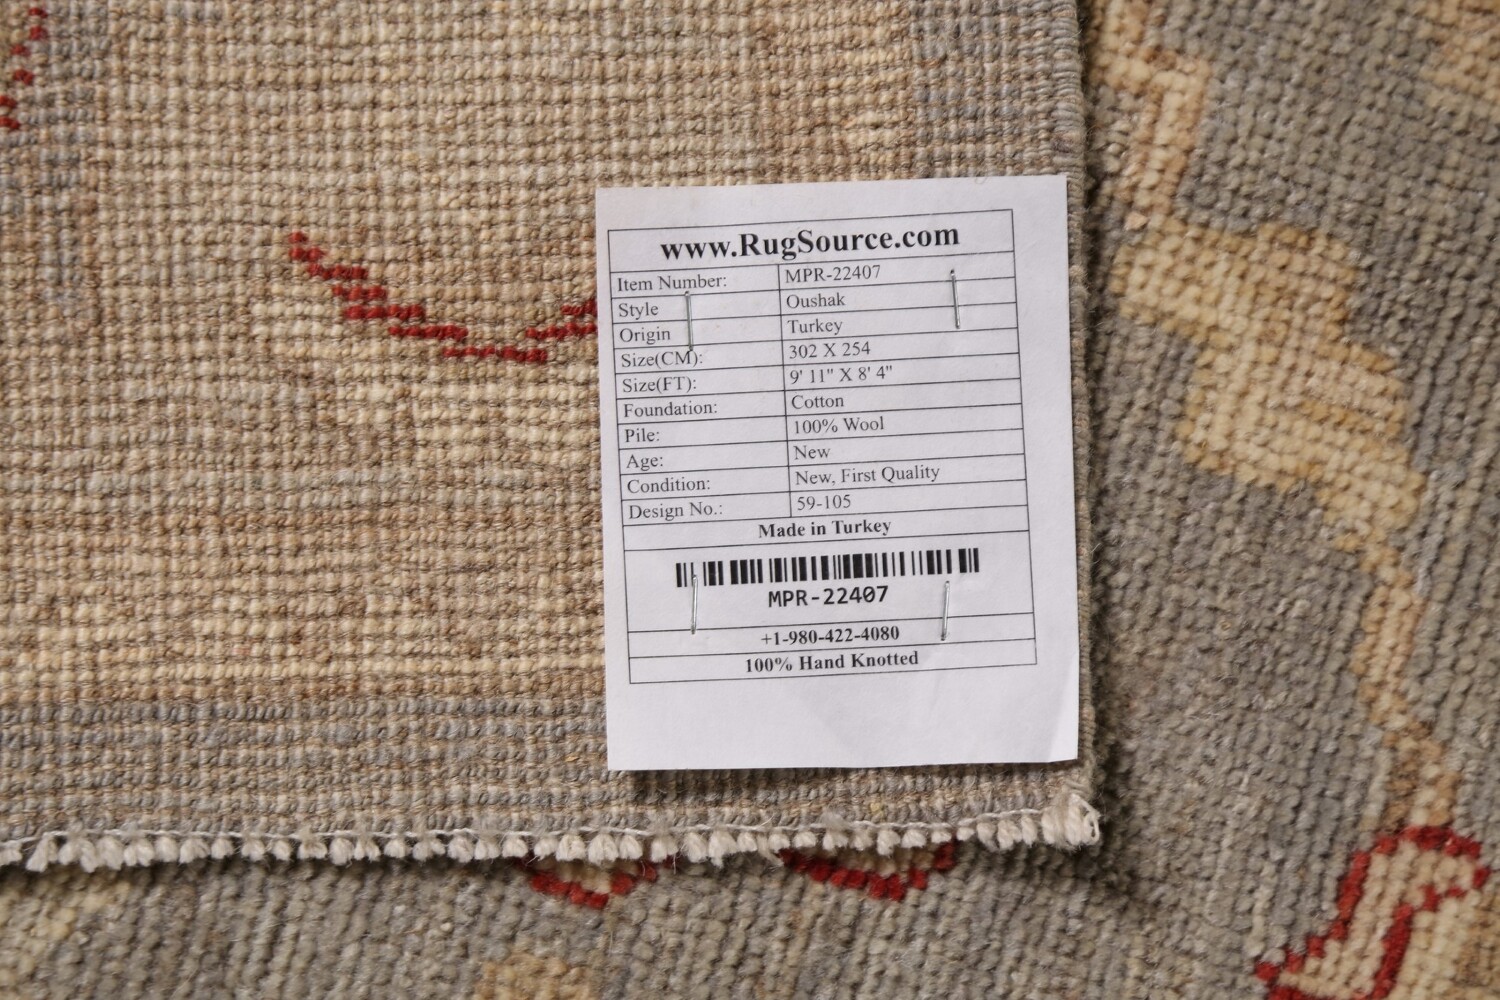 www.RugSource.com
Item Number: MPR-22407
Style Oushak
Origin Turkey
Size(CM): 302 X 254
Size(FT): 9' 11" X 8' 4"
Foundation: Cotton
Pile: 100% Wool
Age: New
Condition: New, First Quality
Design No.: 59-105
Made in Turkey
MPR-22407
+1-980-422-4080
100% Hand Knotted